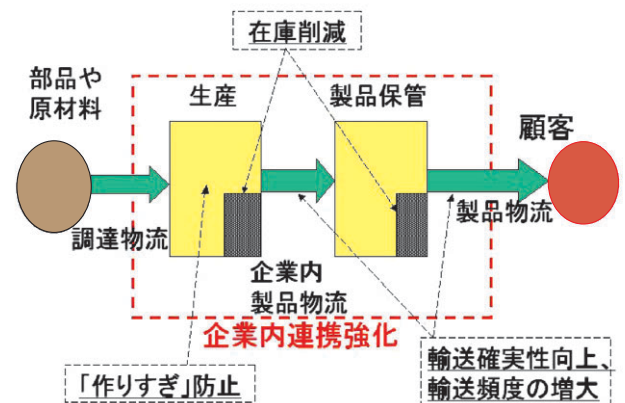 在庫削減
部品や
原材料
生産
製品保管
顧客
調達物流
製品物流
企業内
製品物流
企業内連携強化
「作りすぎ」防止
輸送確実性向上、
輸送頻度の増大